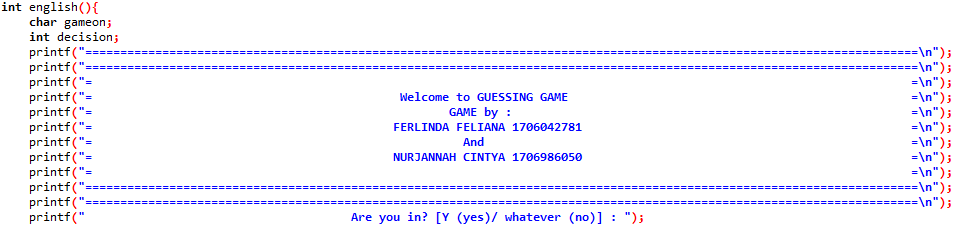 int english(){
    char gameon;
    int decision;
    printf("=======================================================================================================================\n");
    printf("=======================================================================================================================\n");
    printf("=                                                                                                                     =\n");
    printf("=                                            Welcome to GUESSING GAME                                                 =\n");
    printf("=                                                   GAME by :                                                         =\n");
    printf("=                                           FERLINDA FELIANA 1706042781                                               =\n");
    printf("=                                                     And                                                             =\n");
    printf("=                                           NURJANNAH CINTYA 1706986050                                               =\n");
    printf("=                                                                                                                     =\n");
    printf("=======================================================================================================================\n");
    printf("=======================================================================================================================\n");
    printf("                                      Are you in? [Y (yes)/ whatever (no)] : ");